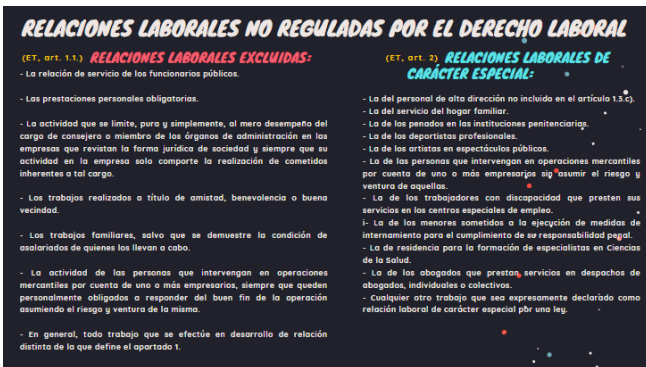 RELACIONES LABORALES NO REGULADAS POR EL DERECHO LABORAL
(ET, art. 1.1.) RELACIONES LABORALES EXCLUIDAS:
- La relación de servicio de los funcionarios públicos.
- Las prestaciones personales obligatorias.
- La actividad que se limite, pura y simplemente, al mero desempeño del
cargo de consejero o miembro de los órganos de administración en las
empresas que revistan la forma jurídica de sociedad y siempre que su
actividad en la empresa solo comporte la realización de cometidos
inherentes a tal cargo.
- Los trabajos realizados a título de amistad, benevolencia o buena
vecindad.
- Los trabajos familiares, salvo que se demuestre la condición de
asalariados de quienes los llevan a cabo.
- La actividad de las personas que intervengan en operaciones
mercantiles por cuenta de uno o más empresarios, siempre que queden
personalmente obligados a responder del buen fin de la operación
asumiendo el riesgo y ventura de la misma.
- En general, todo trabajo que se efectúe en desarrollo de relación
distinta de la que define el apartado 1.
(ET, art. 2) RELACIONES LABORALES DE
CARÁCTER ESPECIAL:
- La del personal de alta dirección no incluido en el artículo 1.3.c).
- La del servicio del hogar familiar.
- La de los penados en las instituciones penitenciarias.
- La de los deportistas profesionales.
- La de los artistas en espectáculos públicos.
- La de las personas que intervengan en operaciones mercantiles
por cuenta de uno o más empresarios sin asumir el riesgo y
ventura de aquellas.
- La de los trabajadores con discapacidad que presten sus
servicios en los centros especiales de empleo.
i- La de los menores sometidos a la ejecución de medidas de
internamiento para el cumplimiento de su responsabilidad penal.
- La de residencia para la formación de especialistas en Ciencias
de la Salud.
- La de los abogados que prestan servicios en despachos de
abogados, individuales o colectivos.
- Cualquier otro trabajo que sea expresamente declarado como
relación laboral de carácter especial por una ley.